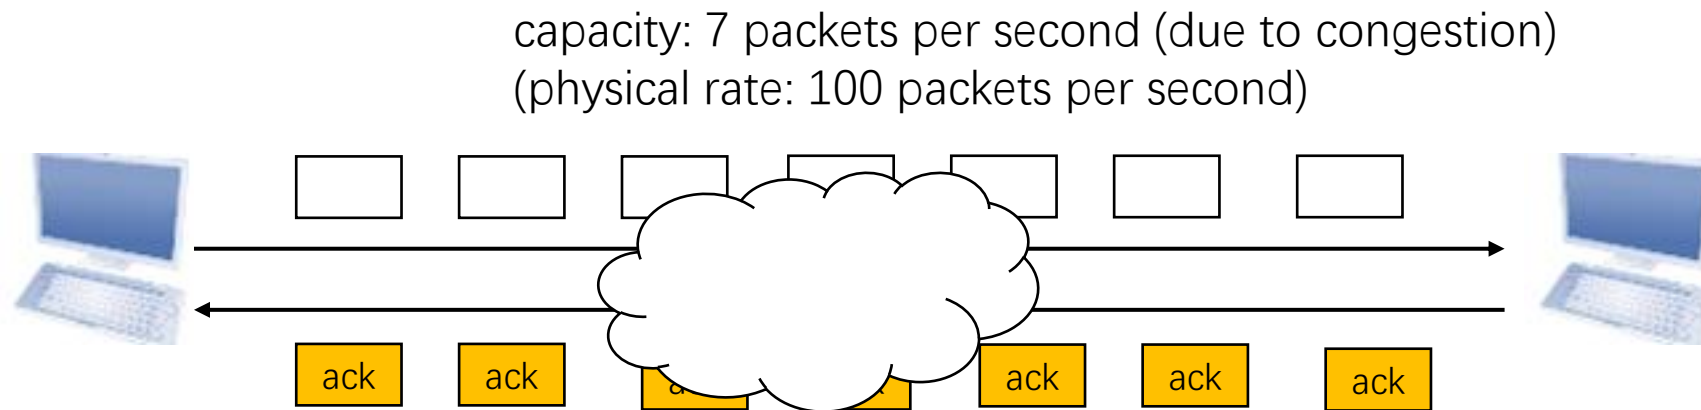 capacity: 7 packets per second (due to congestion)
(physical rate: 100 packets per second)
ack
ack
ack
ack
ack